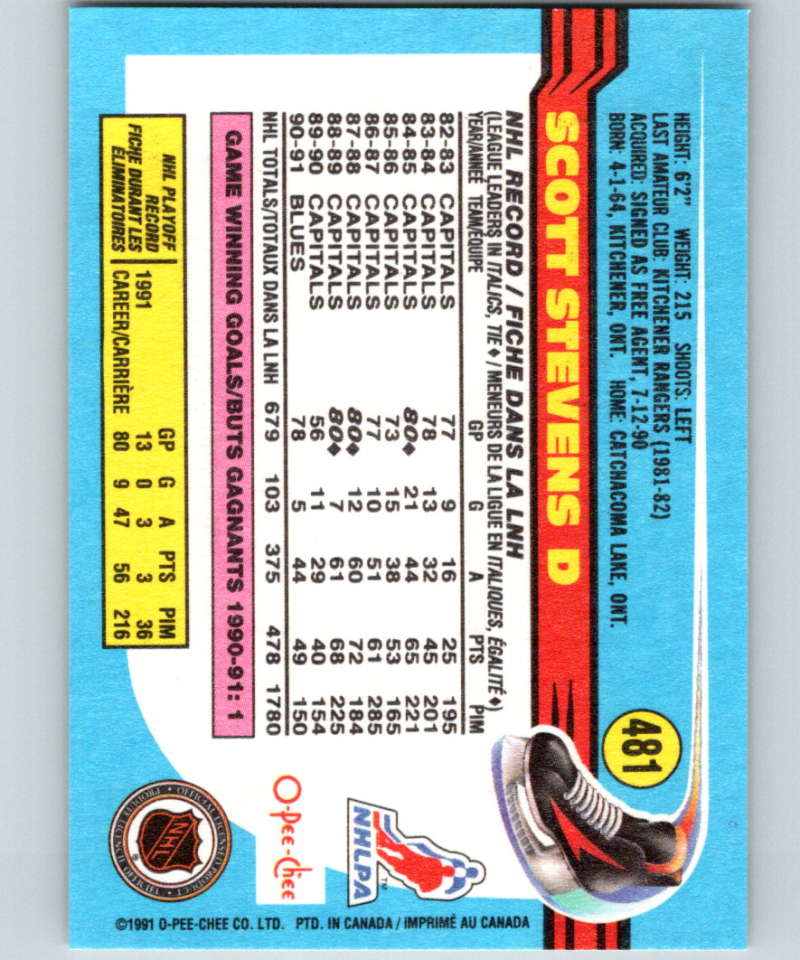 481
HEIGHT: 6'2" WEIGHT: 215 SHOOTS: LEFT
LAST AMATEUR CLUB: KITCHENER RANGERS (1981-82)
ACQUIRED: SIGNED AS FREE AGENT, 7-12-90
BORN: 4-1-64, KITCHENER, ONT. HOME: CATCHACOMA LAKE, ONT.
SCOTT STEVENS D
NHL RECORD / FICHE DANS LA LNH
(LEAGUE LEADERS IN ITALICS, TIE ♦ / MENEURS DE LA LIGUE EN ITALIQUES, ÉGALITÉ ♦)
YEAR/ANNÉE TEAM/ÉQUIPE GP G A PTS PIM
82-83 CAPITALS 77 9 16 25 195
83-84 CAPITALS 78 13 32 45 201
84-85 CAPITALS 80♦ 21 44 65 221
85-86 CAPITALS 73 15 38 53 165
86-87 CAPITALS 77 10 51 61 285
87-88 CAPITALS 80♦ 12 60 72 184
88-89 CAPITALS 80♦ 7 61 68 225
89-90 CAPITALS 56 11 29 40 154
90-91 BLUES 78 5 44 49 150
NHL TOTALS/TOTAUX DANS LA LNH 679 103 375 478 1780
GAME WINNING GOALS/BUTS GAGNANTS 1990-91: 1
NHL PLAYOFF
RECORD
FICHE DURANT LES
ÉLIMINATOIRES
GP G A PTS PIM
1991 13 0 3 3 36
CAREER/CARRIÈRE 80 9 47 56 216
NHLPA
TM
O-Pee-Chee
OFFICIAL LICENSED PRODUCT
NHL
®
PRODUIT LICENCIÉ OFFICIEL
©1991 O-PEE-CHEE CO. LTD. PTD. IN CANADA / IMPRIMÉ AU CANADA